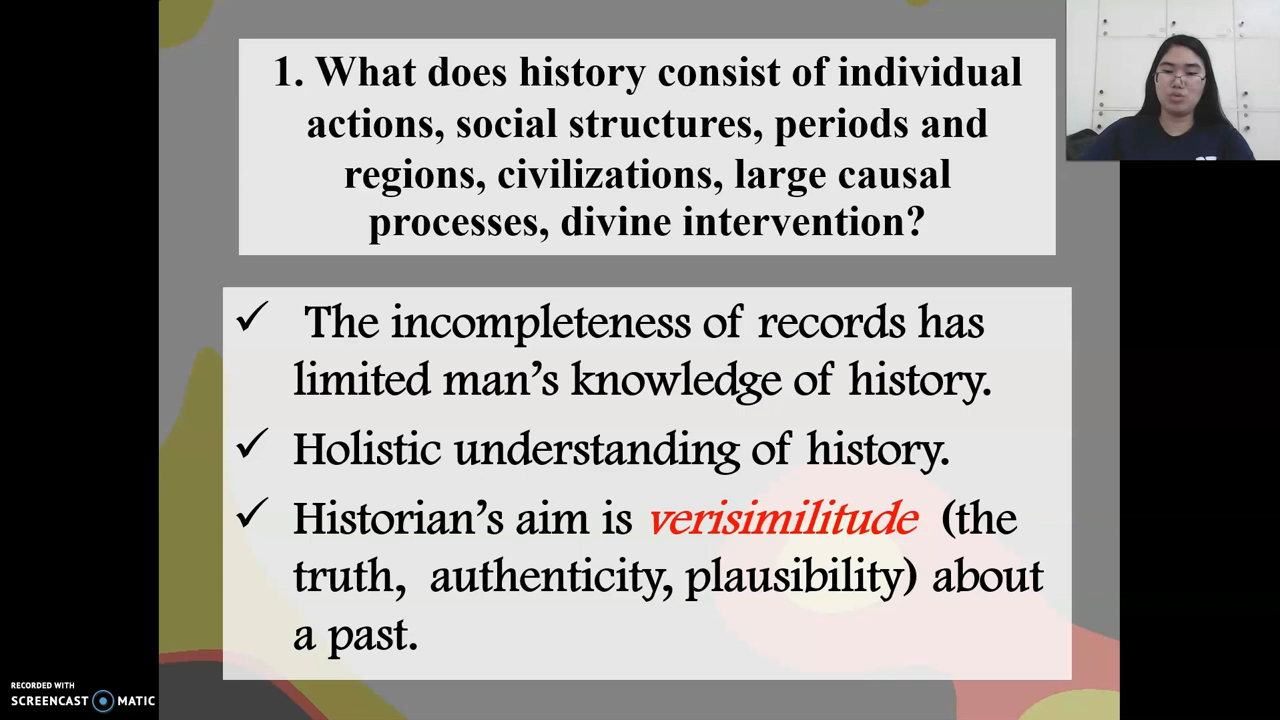 1. What does history consist of individual
actions, social structures, periods and
regions, civilizations, large causal
processes, divine intervention?
✓ The incompleteness of records has
limited man's knowledge of history.
✓ Holistic understanding of history.
✓ Historian's aim is verisimilitude (the
truth, authenticity, plausibility) about
a past.
RECORDED WITH
SCREENCAST MATIC